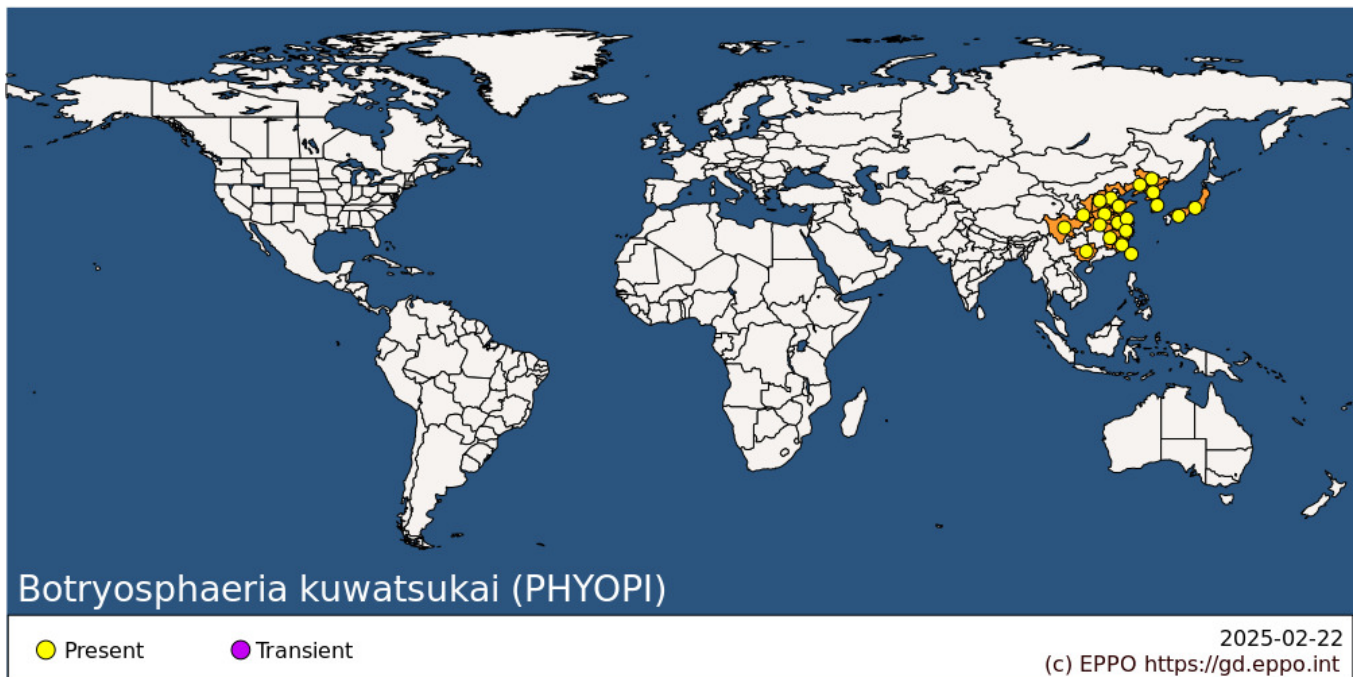 Botryosphaeria kuwatsukai (PHYOPI)
Present
Transient
2025-02-22
(c) EPPO https://gd.eppo.int